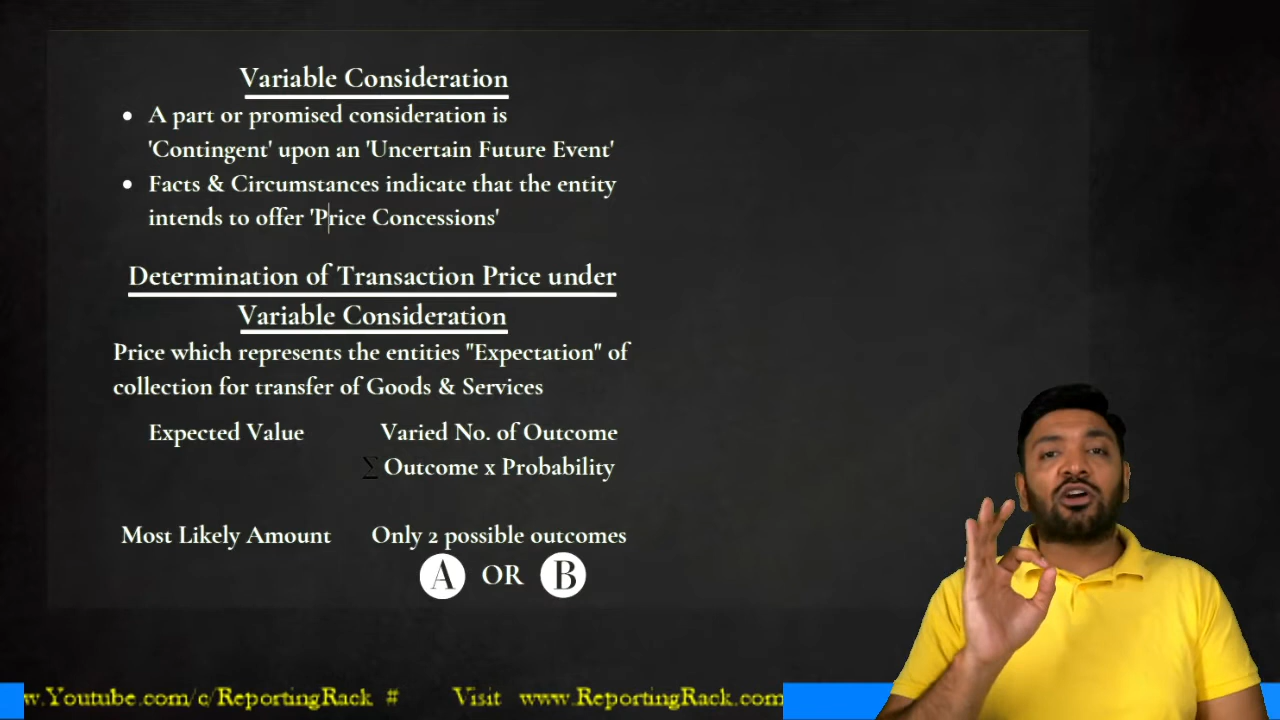 Variable Consideration
• A part or promised consideration is
'Contingent' upon an 'Uncertain Future Event'
• Facts & Circumstances indicate that the entity
intends to offer 'Price Concessions'
Determination of Transaction Price under
Variable Consideration
Price which represents the entities "Expectation" of
collection for transfer of Goods & Services
Expected Value Varied No. of Outcome
∑ Outcome x Probability
Most Likely Amount Only 2 possible outcomes
A OR B
w.Youtube.com/c/ReportingRack # Visit www.ReportingRack.com